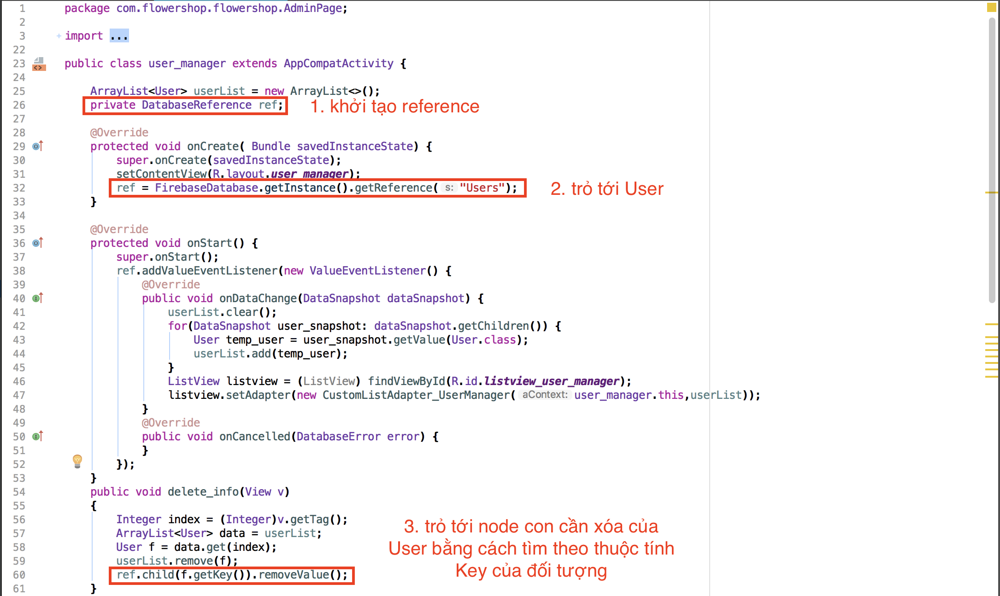 1 package com.flowershop.flowershop.AdminPage;
2
3 + import ...
22
23 <> public class user_manager extends AppCompatActivity {
24
25 ArrayList<User> userList = new ArrayList<>();
26 private DatabaseReference ref; 1. khởi tạo reference
27
28 @Override
29 protected void onCreate( Bundle savedInstanceState) {
30 super.onCreate(savedInstanceState);
31 setContentView(R.layout.user_manager);
32 ref = FirebaseDatabase.getInstance().getReference( s: "Users"); 2. trỏ tới User
33 }
34
35 @Override
36 protected void onStart() {
37 super.onStart();
38 ref.addValueEventListener(new ValueEventListener() {
39 @Override
40 public void onDataChange(DataSnapshot dataSnapshot) {
41 userList.clear();
42 for(DataSnapshot user_snapshot: dataSnapshot.getChildren()) {
43 User temp_user = user_snapshot.getValue(User.class);
44 userList.add(temp_user);
45 }
46 ListView listview = (ListView) findViewById(R.id.listview_user_manager);
47 listview.setAdapter(new CustomListAdapter_UserManager( aContext: user_manager.this,userList));
48 }
49 @Override
50 public void onCancelled(DatabaseError error) {
51 }
52 });
53 }
54 public void delete_info(View v)
55 {
56 Integer index = (Integer)v.getTag();
57 ArrayList<User> data = userList;
58 User f = data.get(index);
59 userList.remove(f);
60 ref.child(f.getKey()).removeValue();
61 }
3. trỏ tới node con cần xóa của
User bằng cách tìm theo thuộc tính
Key của đối tượng